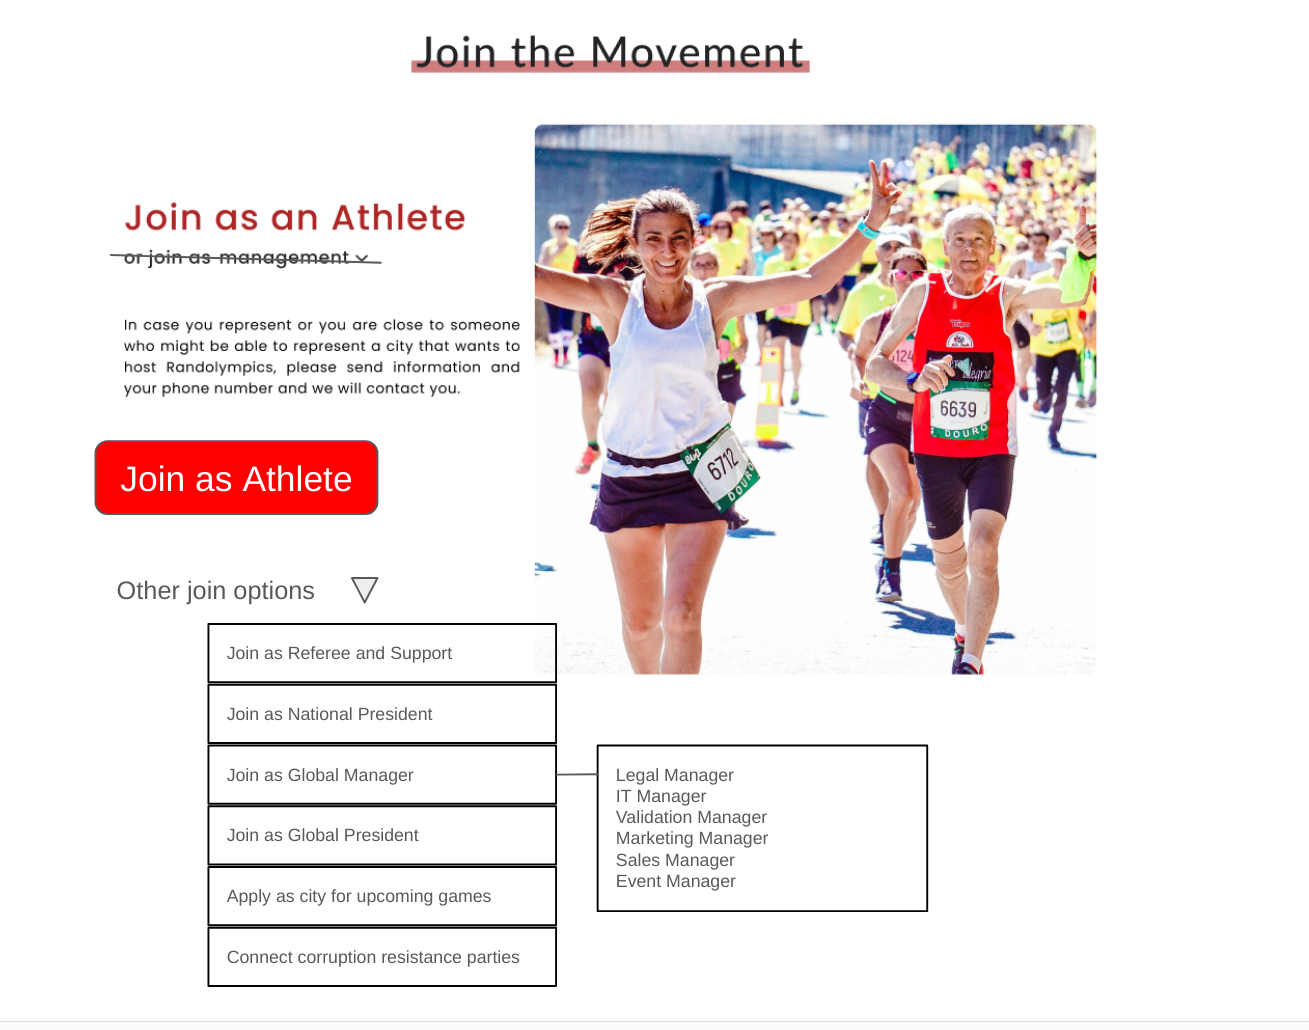 Join the Movement
Join as an Athlete
or join as management
In case you represent or you are close to someone
who might be able to represent a city that wants to
host Randolympics, please send information and
your phone number and we will contact you.
Join as Athlete
Other join options
Join as Referee and Support
Join as National President
Join as Global Manager
Join as Global President
Apply as city for upcoming games
Connect corruption resistance parties
Legal Manager
IT Manager
Validation Manager
Marketing Manager
Sales Manager
Event Manager
6712
DOURO
124
6639
DOURO